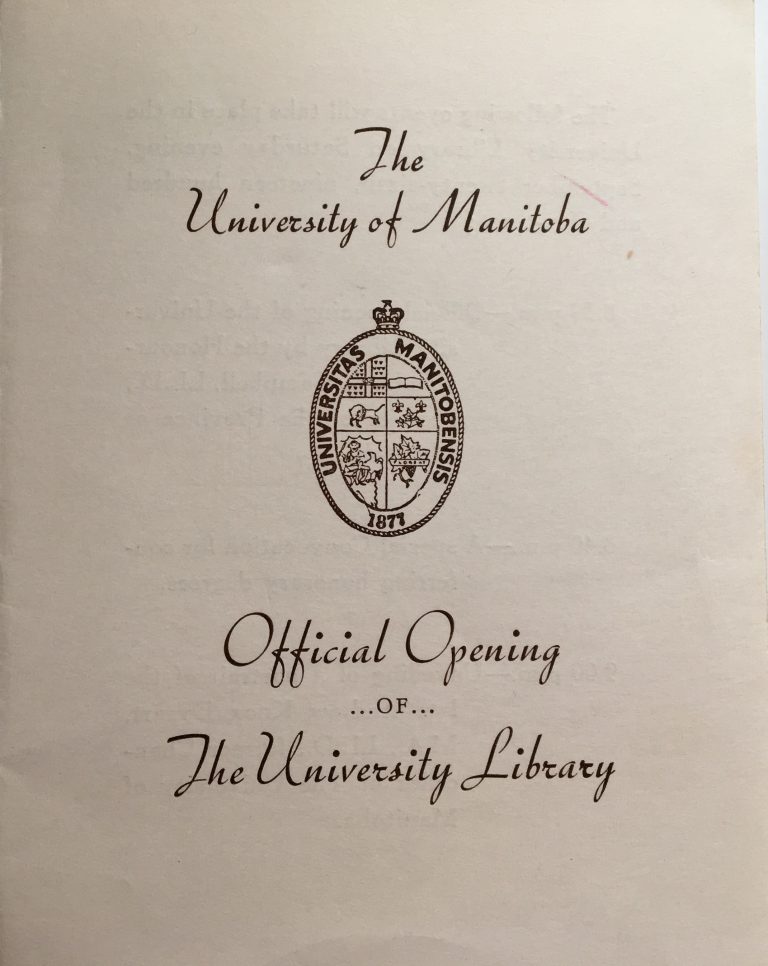 The
University of Manitoba
UNIVERSITAS MANITOBENSIS
1877
Official Opening
...OF...
The University Library